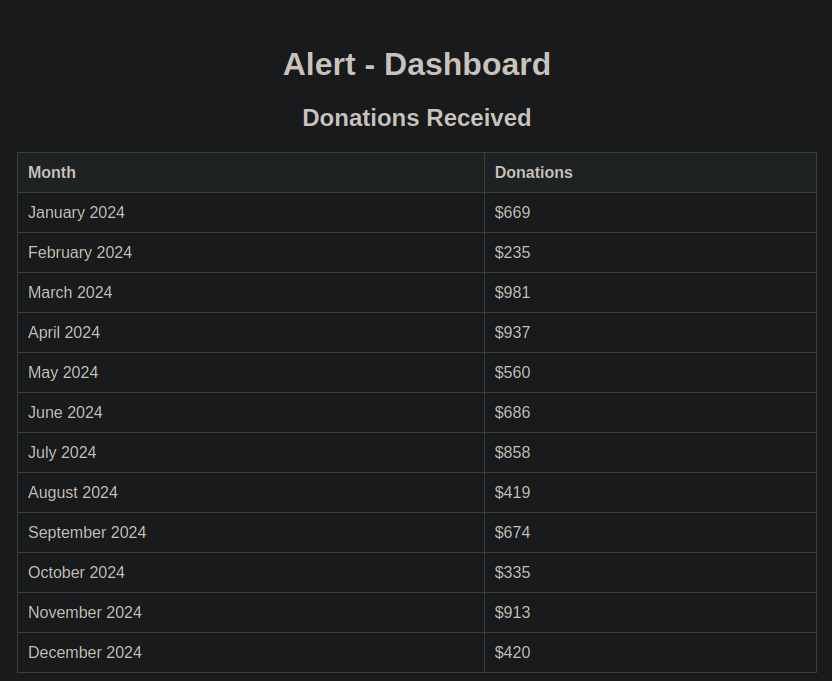 Alert - Dashboard
Donations Received
Month Donations
January 2024 $669
February 2024 $235
March 2024 $981
April 2024 $937
May 2024 $560
June 2024 $686
July 2024 $858
August 2024 $419
September 2024 $674
October 2024 $335
November 2024 $913
December 2024 $420